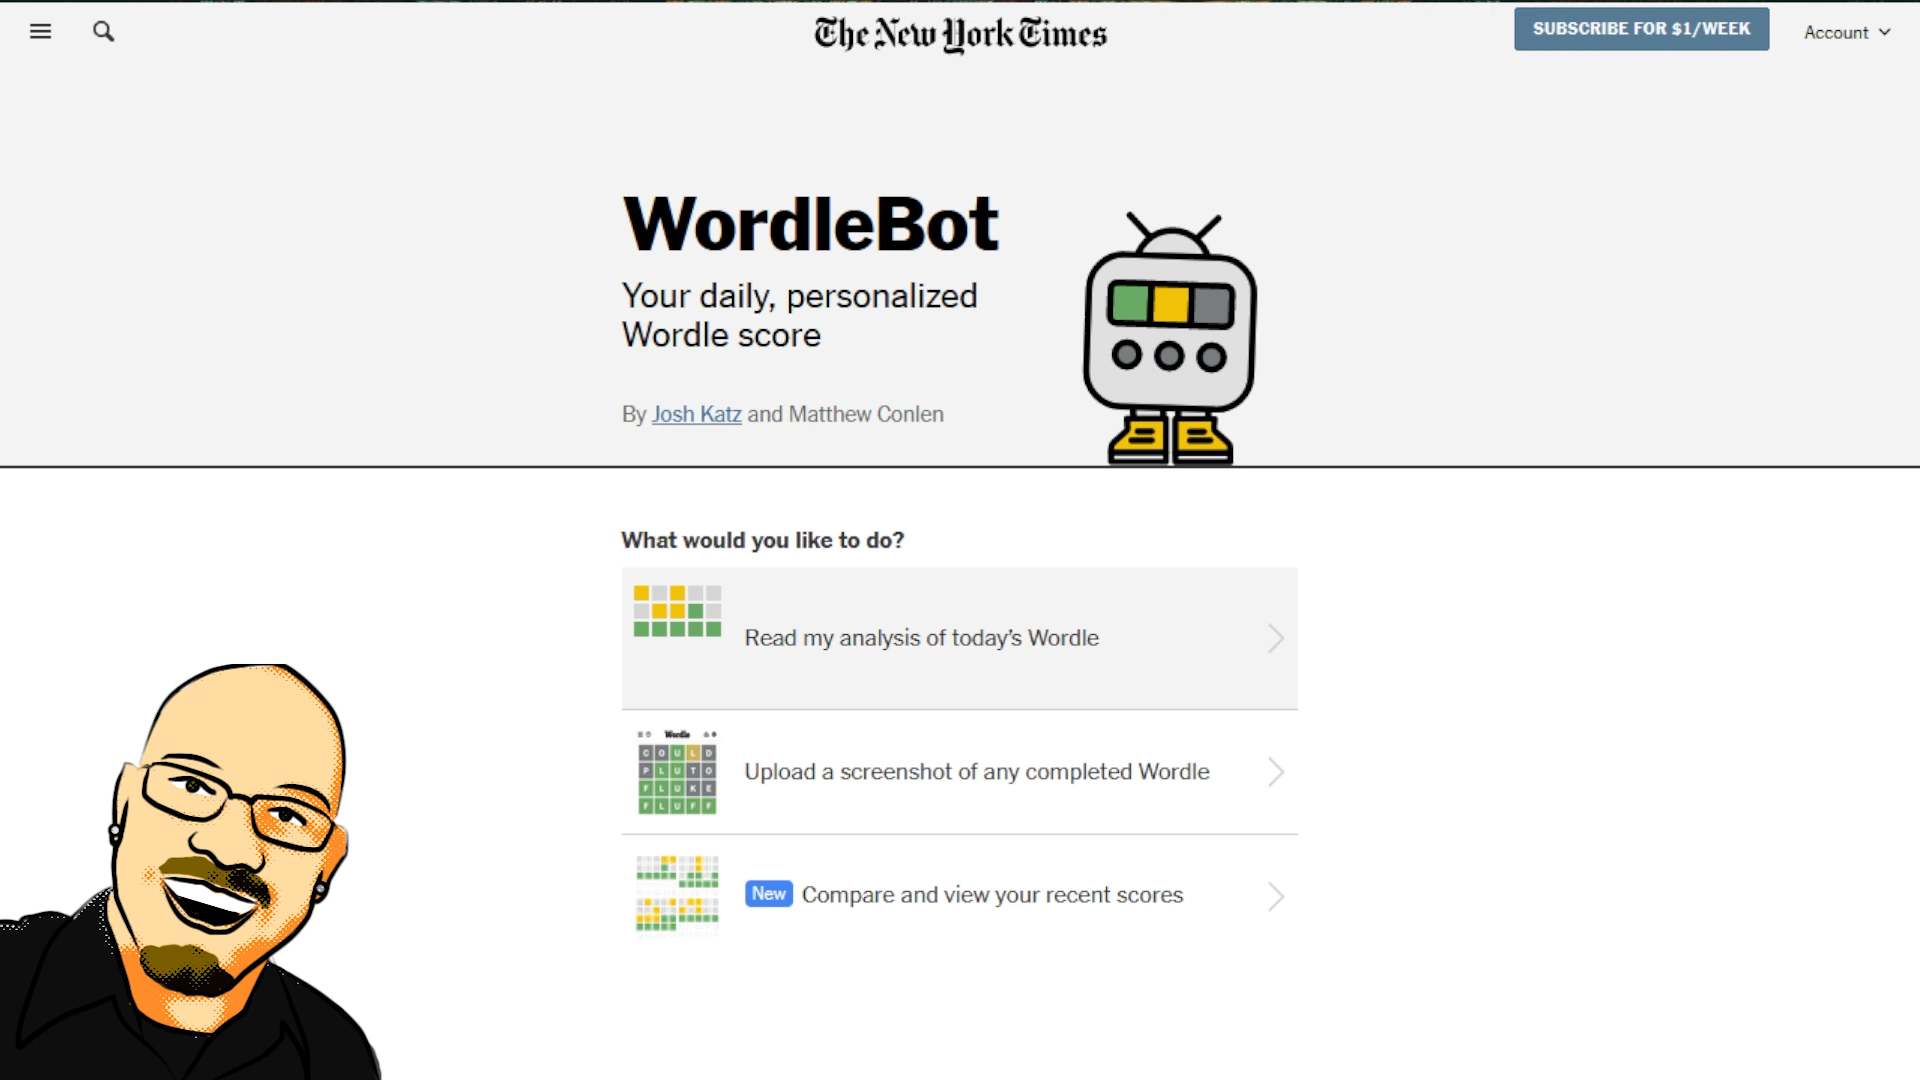 The New York Times
SUBSCRIBE FOR $1/WEEK
Account
WordleBot
Your daily, personalized
Wordle score
By Josh Katz and Matthew Conlen
What would you like to do?
Read my analysis of today’s Wordle
Wordle
C O U L D
P L U T O
F L U K E
F L U F F
Upload a screenshot of any completed Wordle
New Compare and view your recent scores